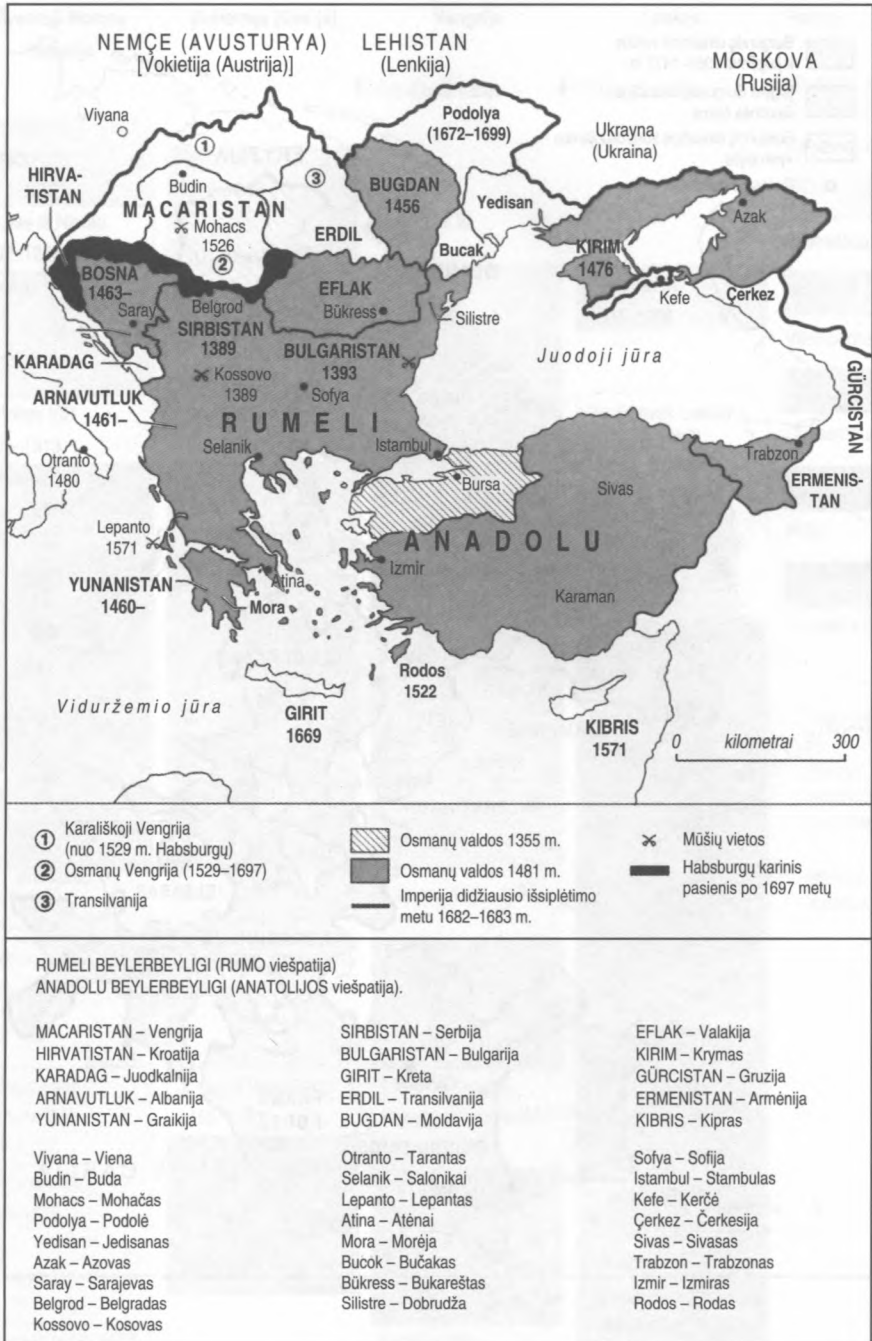 NEMÇE (AVUSTURYA)
[Vokietija (Austrija)]
LEHISTAN
(Lenkija)
MOSKOVA
(Rusija)
Viyana
Podolya
(1672–1699)
Ukrayna
(Ukraina)
①
HIRVA-
TISTAN
Budin
③
BUGDAN
1456
Yedisan
Azak
MACARISTAN
Mohacs
1526
ERDIL
Bucak
KIRIM
1476
②
BOSNA
1463–
EFLAK
Kefe
Çerkez
Saray
Belgrod
Bükress
Silistre
SIRBISTAN
1389
KARADAG
BULGARISTAN
1393
Juodoji jūra
GÜRCISTAN
Kossovo
1389
Sofya
ARNAVUTLUK
1461–
RUMELI
Selanik
Istambul
Trabzon
Otranto
1480
Bursa
Sivas
ERMENIS-
TAN
Lepanto
1571
ANADOLU
Izmir
YUNANISTAN
1460–
Atina
Mora
Karaman
Rodos
1522
Viduržemio jūra
GIRIT
1669
KIBRIS
1571
0 kilometrai 300
① Karališkoji Vengrija
(nuo 1529 m. Habsburgų)
② Osmanų Vengrija (1529–1697)
③ Transilvanija
Osmanų valdos 1355 m.
Osmanų valdos 1481 m.
Imperija didžiausio išsiplėtimo
metu 1682–1683 m.
Mūšių vietos
Habsburgų karinis
pasienis po 1697 metų
RUMELI BEYLERBEYLIGI (RUMO viešpatija)
ANADOLU BEYLERBEYLIGI (ANATOLIJOS viešpatija).
MACARISTAN – Vengrija
HIRVATISTAN – Kroatija
KARADAG – Juodkalnija
ARNAVUTLUK – Albanija
YUNANISTAN – Graikija
SIRBISTAN – Serbija
BULGARISTAN – Bulgarija
GIRIT – Kreta
ERDIL – Transilvanija
BUGDAN – Moldavija
EFLAK – Valakija
KIRIM – Krymas
GÜRCISTAN – Gruzija
ERMENISTAN – Armėnija
KIBRIS – Kipras
Viyana – Viena
Budin – Buda
Mohacs – Mohačas
Podolya – Podolė
Yedisan – Jedisanas
Azak – Azovas
Saray – Sarajevas
Belgrod – Belgradas
Kossovo – Kosovas
Otranto – Tarantas
Selanik – Salonikai
Lepanto – Lepantas
Atina – Atėnai
Mora – Morėja
Bucok – Bučakas
Bükress – Bukareštas
Silistre – Dobrudža
Sofya – Sofija
Istambul – Stambulas
Kefe – Kerčė
Çerkez – Čerkesija
Sivas – Sivasas
Trabzon – Trabzonas
Izmir – Izmiras
Rodos – Rodas